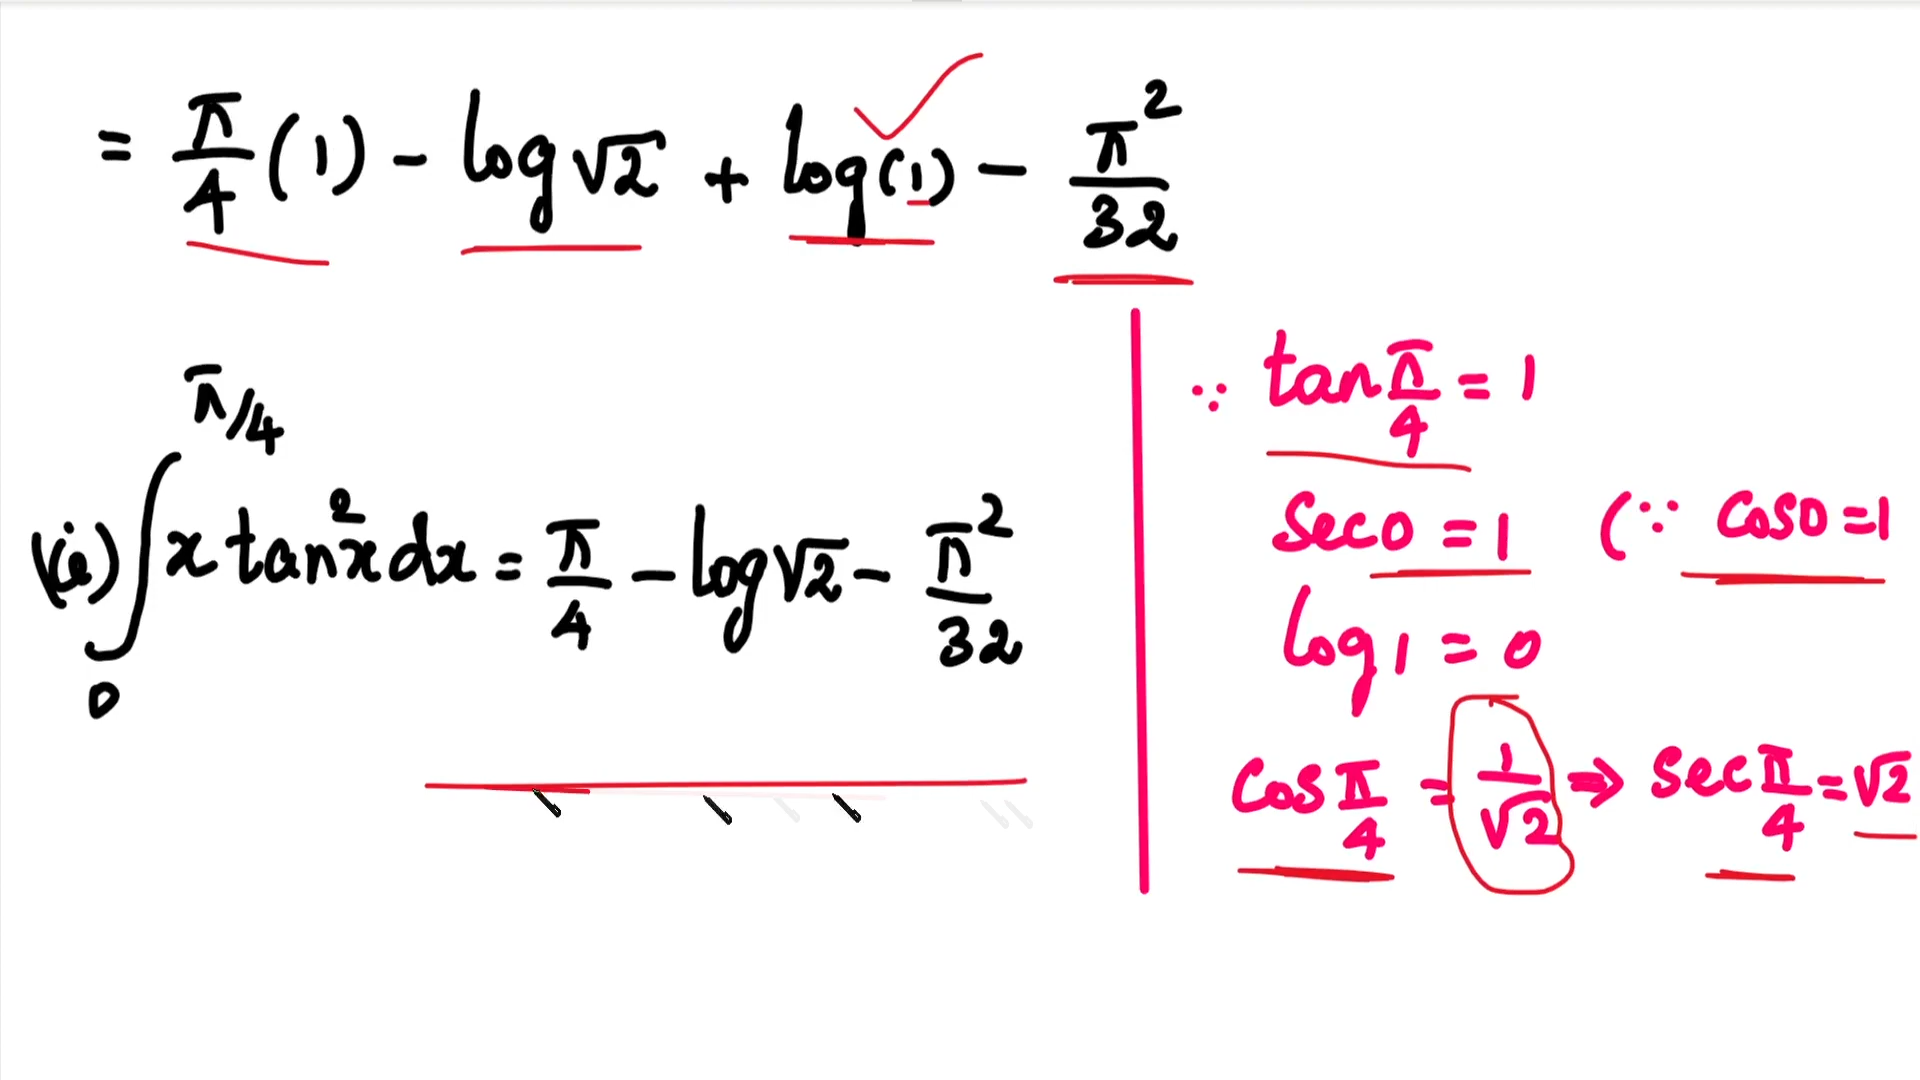 = π/4 (1) - log √2 + log(1) - π²/32
(ie) ∫₀^(π/4) x tan²x dx = π/4 - log √2 - π²/32
∵ tan π/4 = 1
sec 0 = 1 (∵ cos 0 = 1
log 1 = 0
cos π/4 = 1/√2 ⇒ sec π/4 = √2